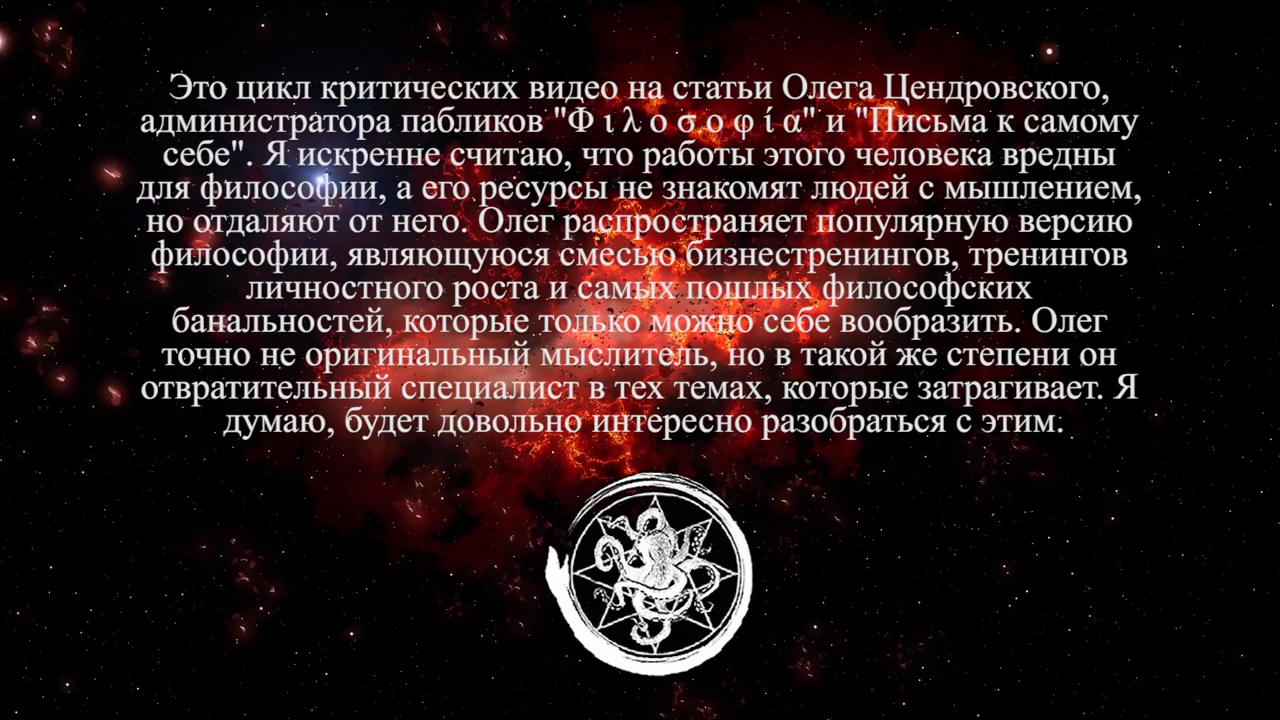 Это цикл критических видео на статьи Олега Цендровского,
администратора пабликов "Φ ι λ ο σ ο φ ί α" и "Письма к самому
себе". Я искренне считаю, что работы этого человека вредны
для философии, а его ресурсы не знакомят людей с мышлением,
но отдаляют от него. Олег распространяет популярную версию
философии, являющуюся смесью бизнестренингов, тренингов
личностного роста и самых пошлых философских
банальностей, которые только можно себе вообразить. Олег
точно не оригинальный мыслитель, но в такой же степени он
отвратительный специалист в тех темах, которые затрагивает. Я
думаю, будет довольно интересно разобраться с этим.